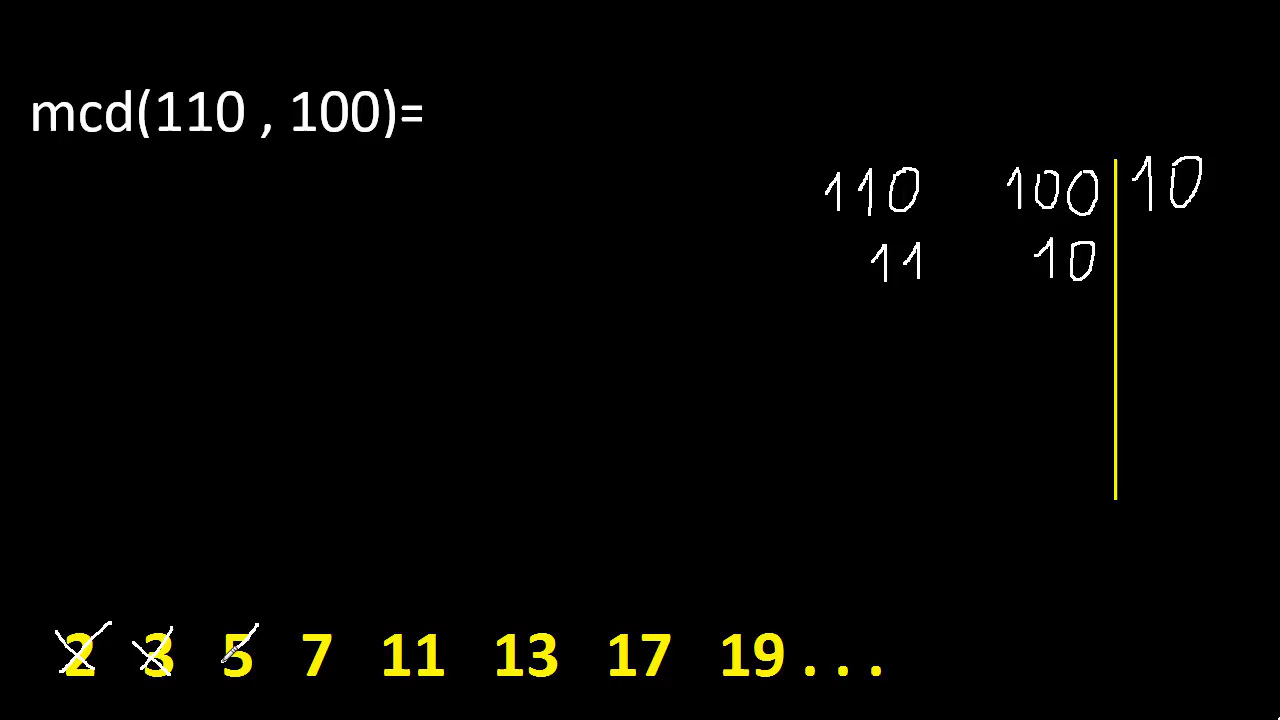 mcd(110 , 100)=
110 100 10
11 10
2 3 5 7 11 13 17 19 . . .